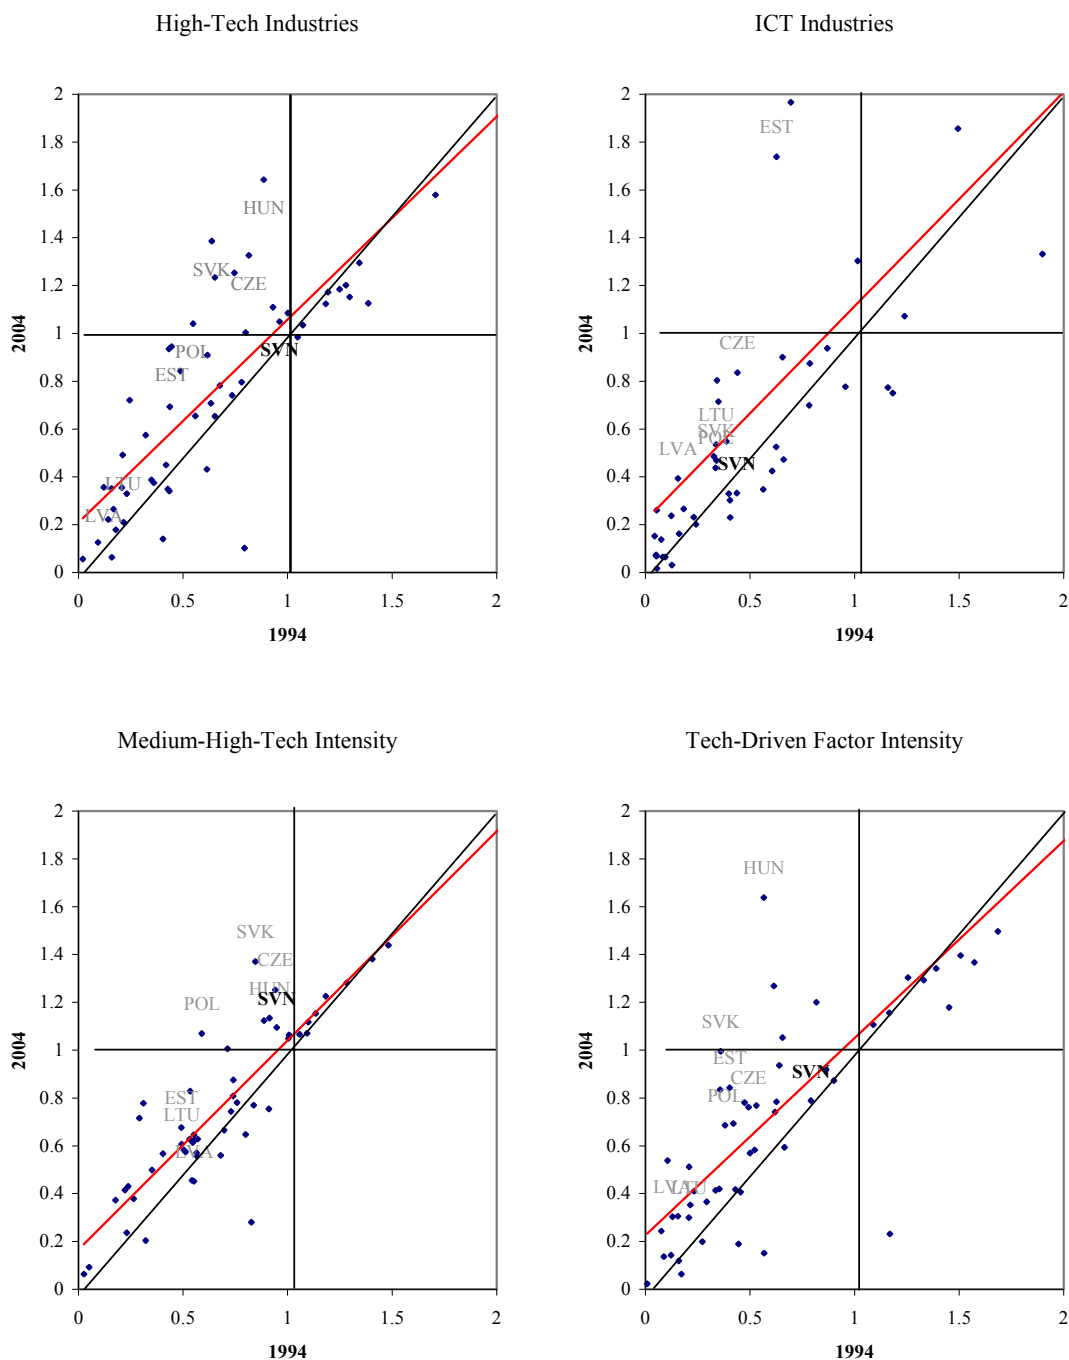 High-Tech Industries
ICT Industries
2
1.8
1.6
1.4
1.2
1
0.8
0.6
0.4
0.2
0
2004
HUN
SVK
CZE
SVN
POL
EST
LTU
LVA
0
0.5
1
1.5
2
1994
2
1.8
1.6
1.4
1.2
1
0.8
0.6
0.4
0.2
0
2004
EST
CZE
LTU
SVK
POL
LVA
SVN
0
0.5
1
1.5
2
1994
Medium-High-Tech Intensity
Tech-Driven Factor Intensity
2
1.8
1.6
1.4
1.2
1
0.8
0.6
0.4
0.2
0
2004
SVK
CZE
HUN
SVN
POL
EST
LTU
LVA
0
0.5
1
1.5
2
1994
2
1.8
1.6
1.4
1.2
1
0.8
0.6
0.4
0.2
0
2004
HUN
SVK
EST
SVN
CZE
POL
LVA
LTU
0
0.5
1
1.5
2
1994